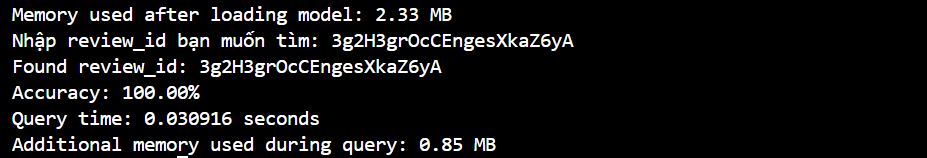 Memory used after loading model: 2.33 MB
Nhập review_id bạn muốn tìm: 3g2H3grOcCEngesXkaZ6yA
Found review_id: 3g2H3grOcCEngesXkaZ6yA
Accuracy: 100.00%
Query time: 0.030916 seconds
Additional memory used during query: 0.85 MB